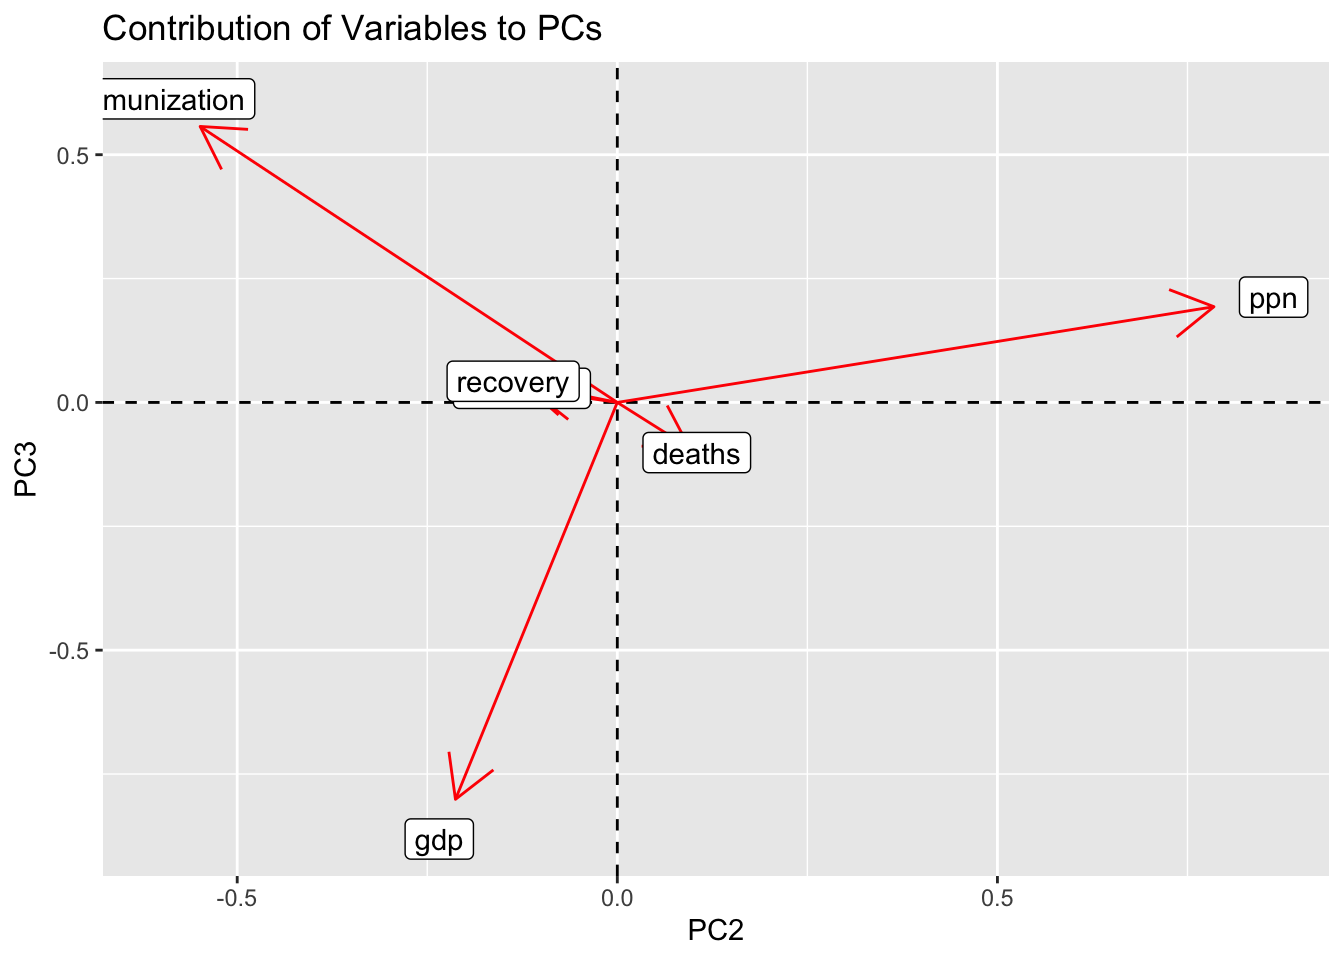 Contribution of Variables to PCs
munization
0.5
ppn
recovery
0.0
deaths
PC3
-0.5
gdp
-0.5
0.0
0.5
PC2